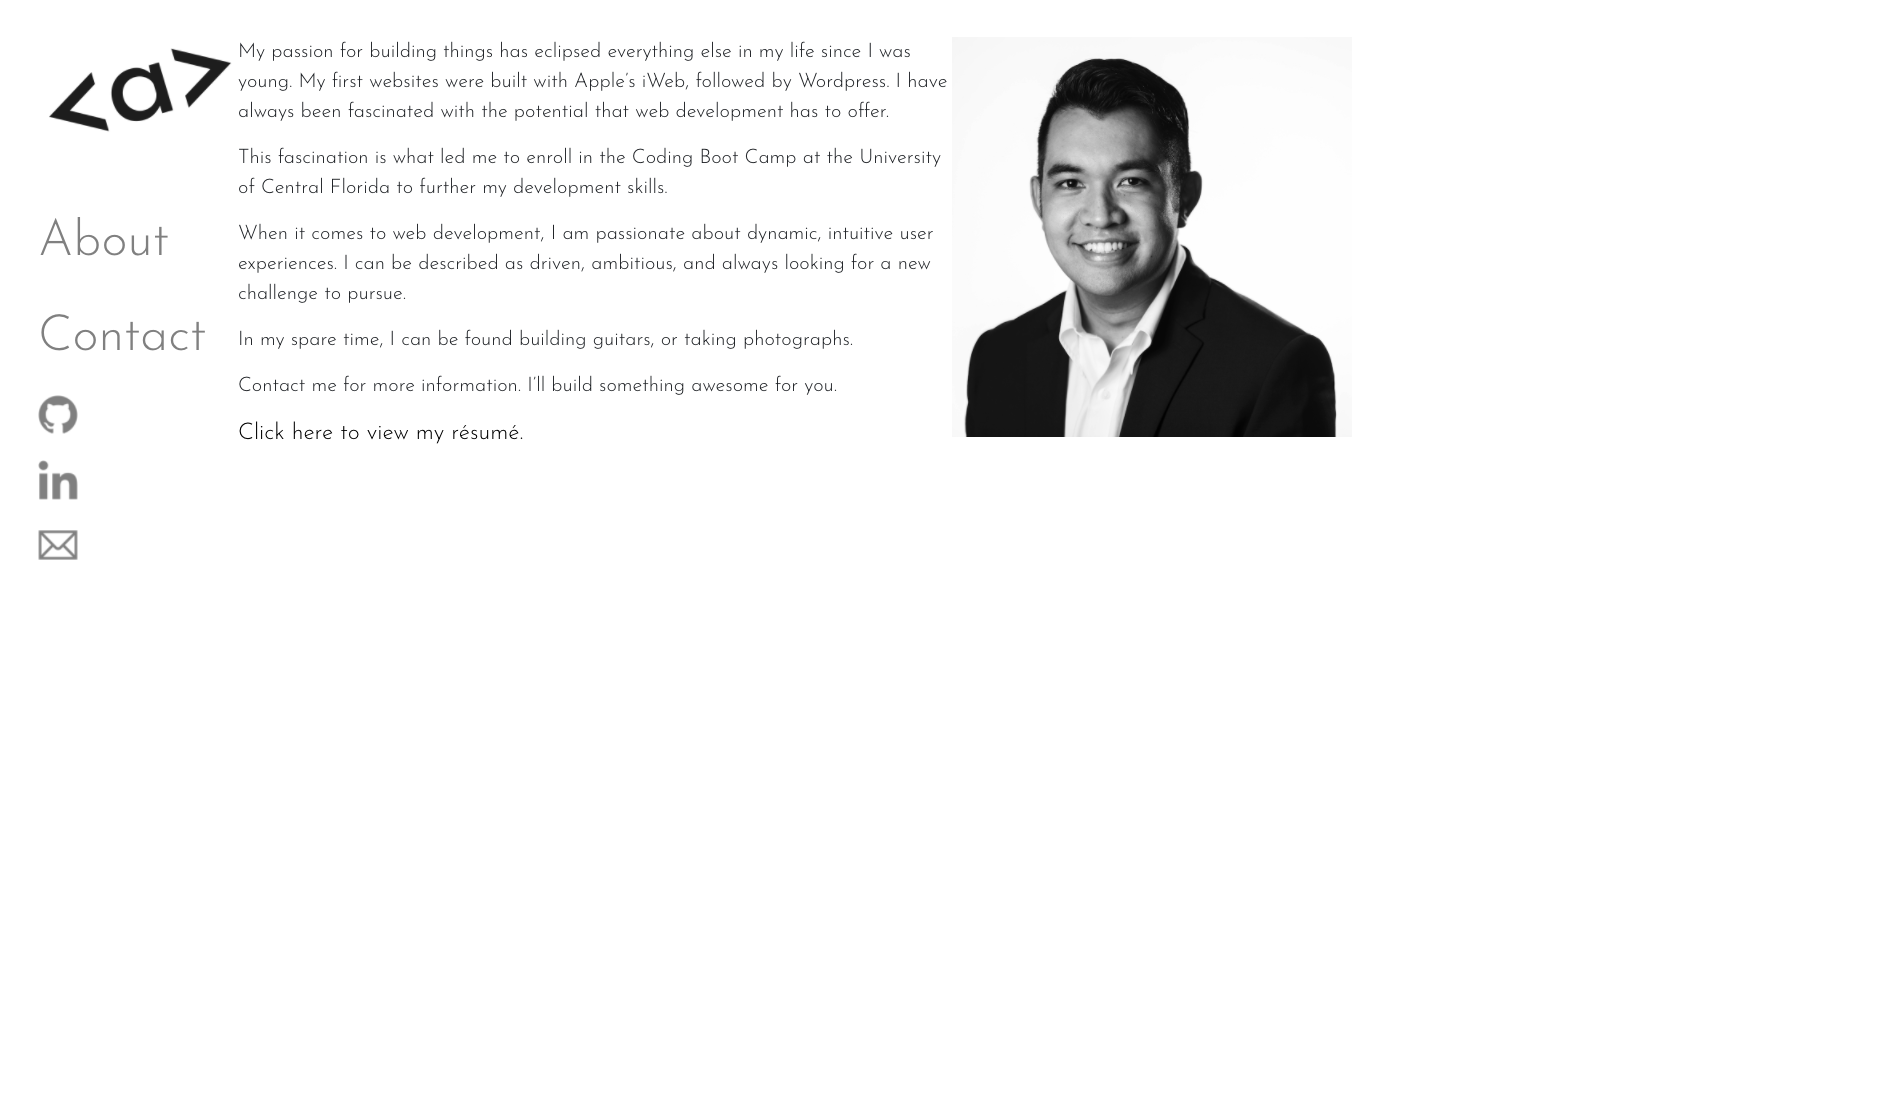 <a>
About
Contact
in
My passion for building things has eclipsed everything else in my life since I was
young. My first websites were built with Apple's iWeb, followed by Wordpress. I have
always been fascinated with the potential that web development has to offer.
This fascination is what led me to enroll in the Coding Boot Camp at the University
of Central Florida to further my development skills.
When it comes to web development, I am passionate about dynamic, intuitive user
experiences. I can be described as driven, ambitious, and always looking for a new
challenge to pursue.
In my spare time, I can be found building guitars, or taking photographs.
Contact me for more information. I'll build something awesome for you.
Click here to view my résumé.